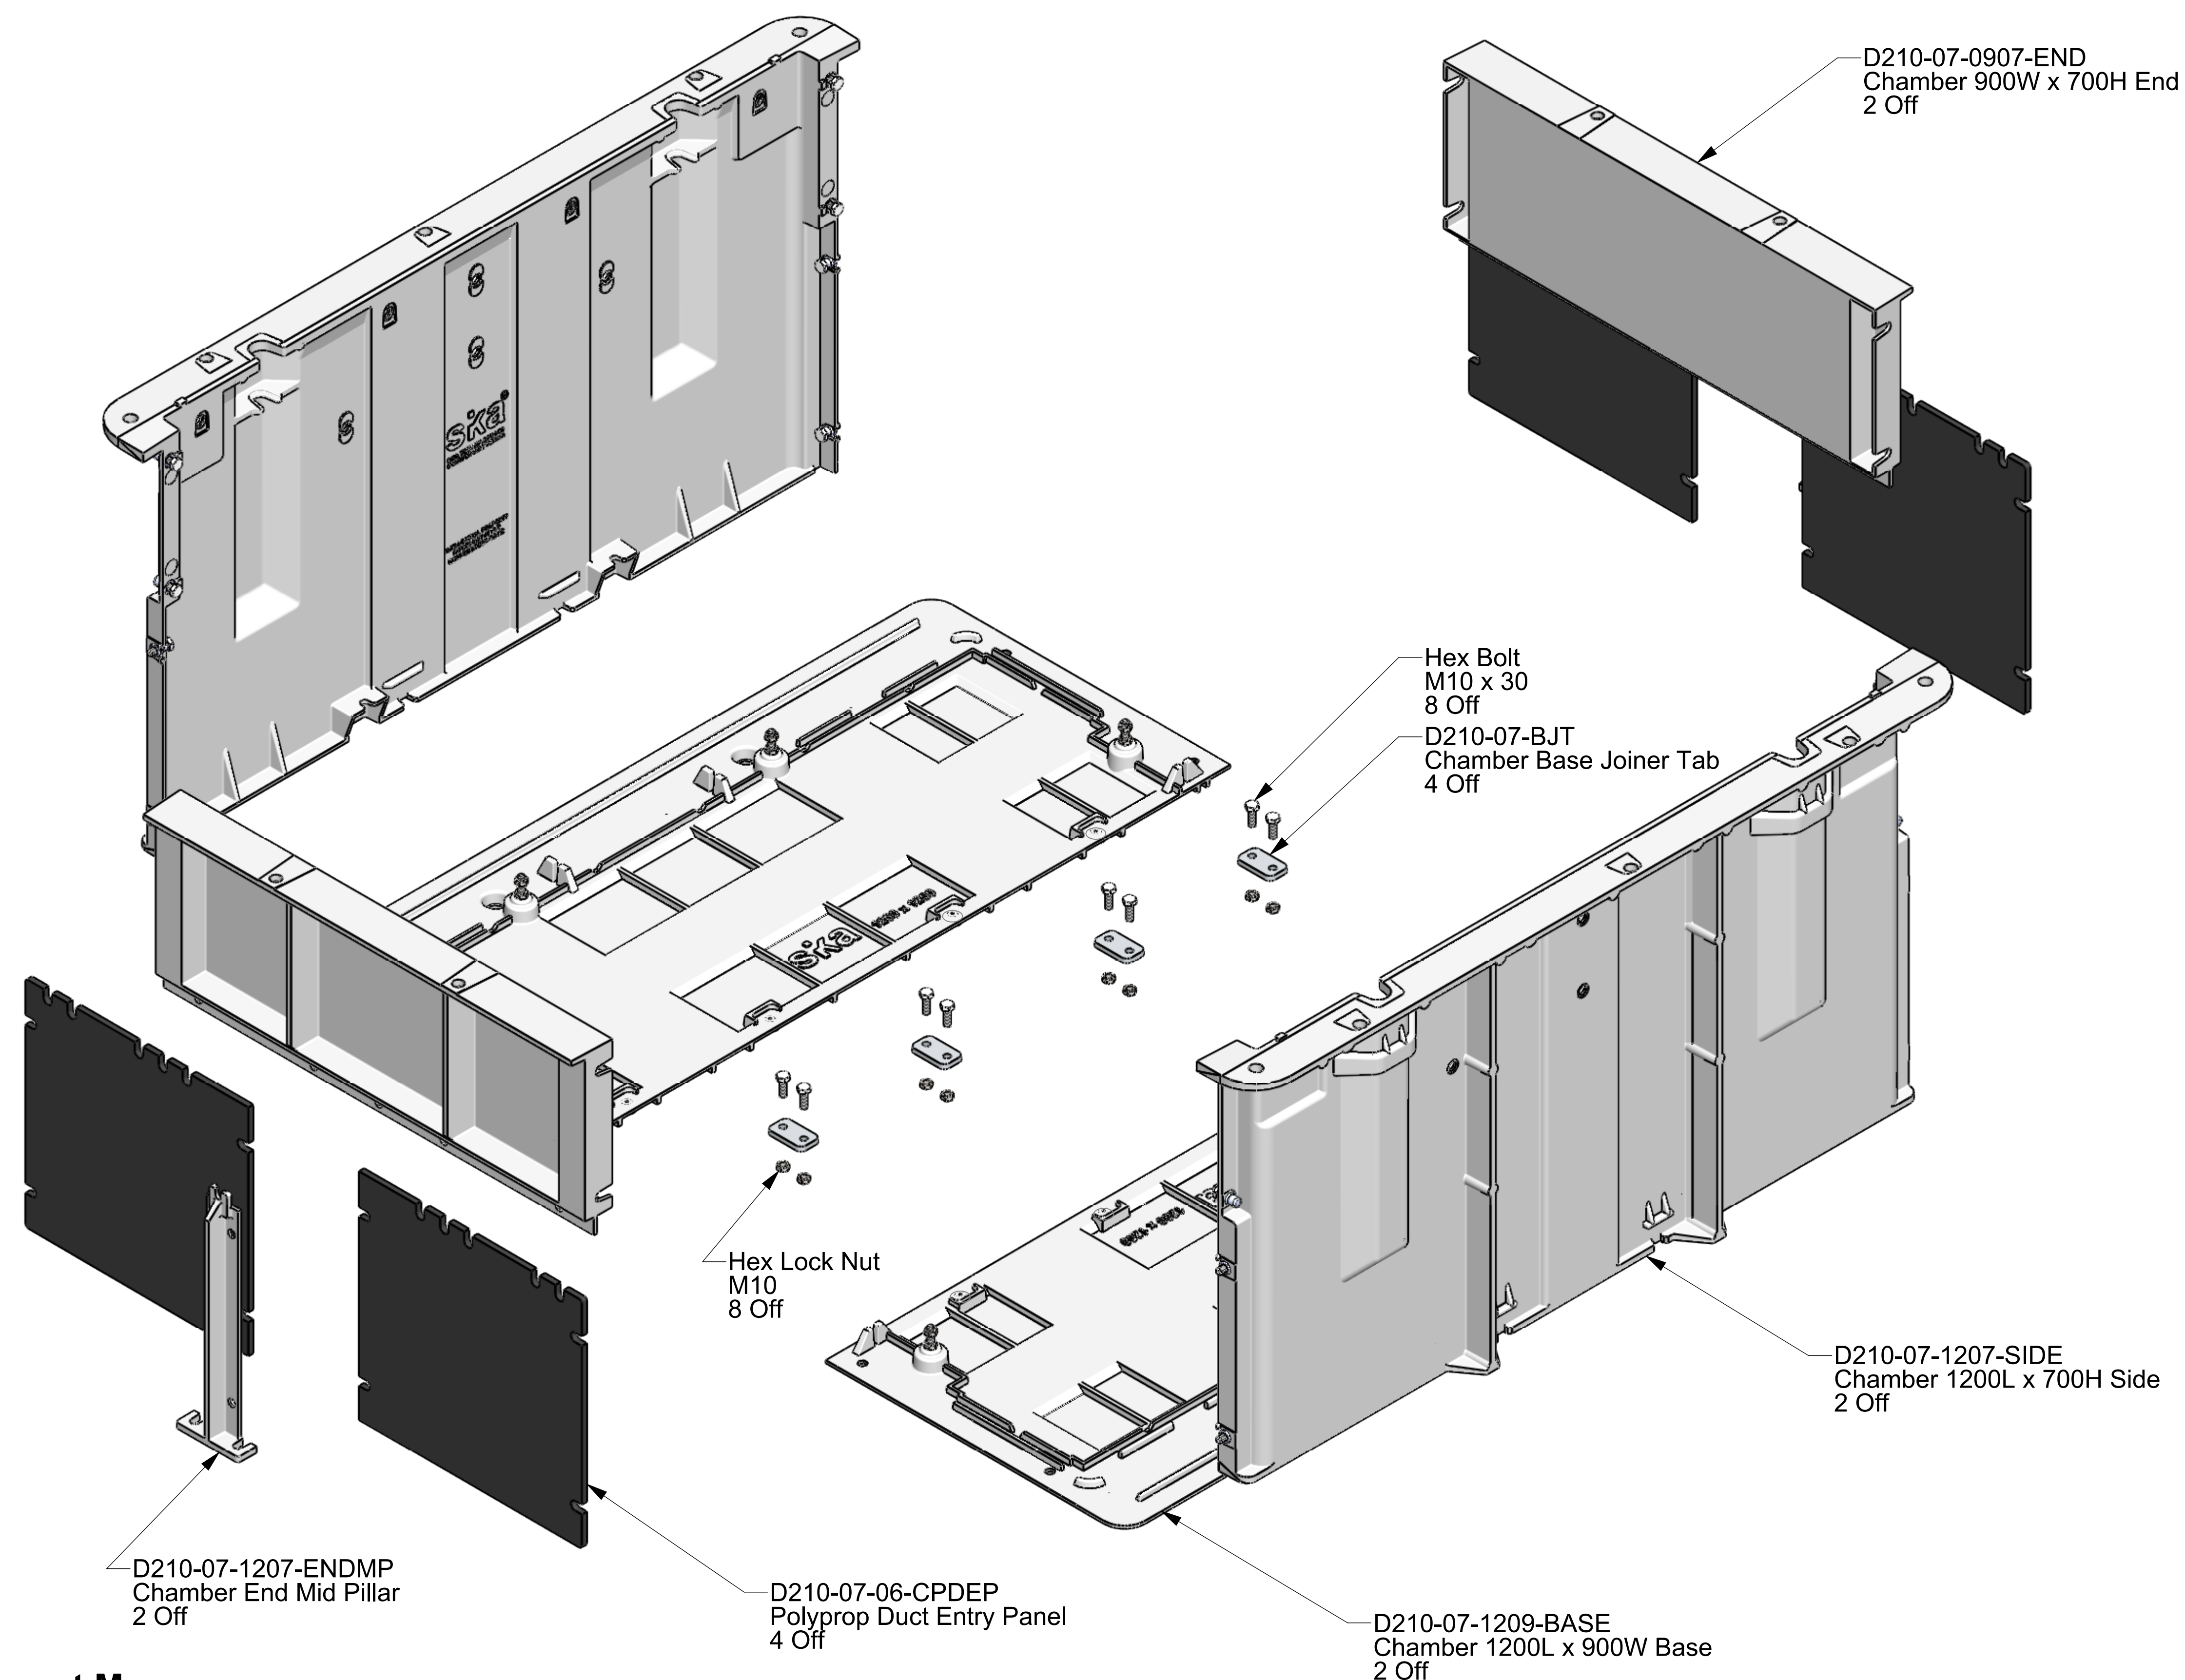 D210-07-0907-END
Chamber 900W x 700H End
2 Off
ska
Hex Bolt
M10 x 30
8 Off
D210-07-BJT
Chamber Base Joiner Tab
4 Off
ska
Hex Lock Nut
M10
8 Off
D210-07-1207-SIDE
Chamber 1200L x 700H Side
2 Off
D210-07-1207-ENDMP
Chamber End Mid Pillar
2 Off
D210-07-06-CPDEP
Polyprop Duct Entry Panel
4 Off
D210-07-1209-BASE
Chamber 1200L x 900W Base
2 Off